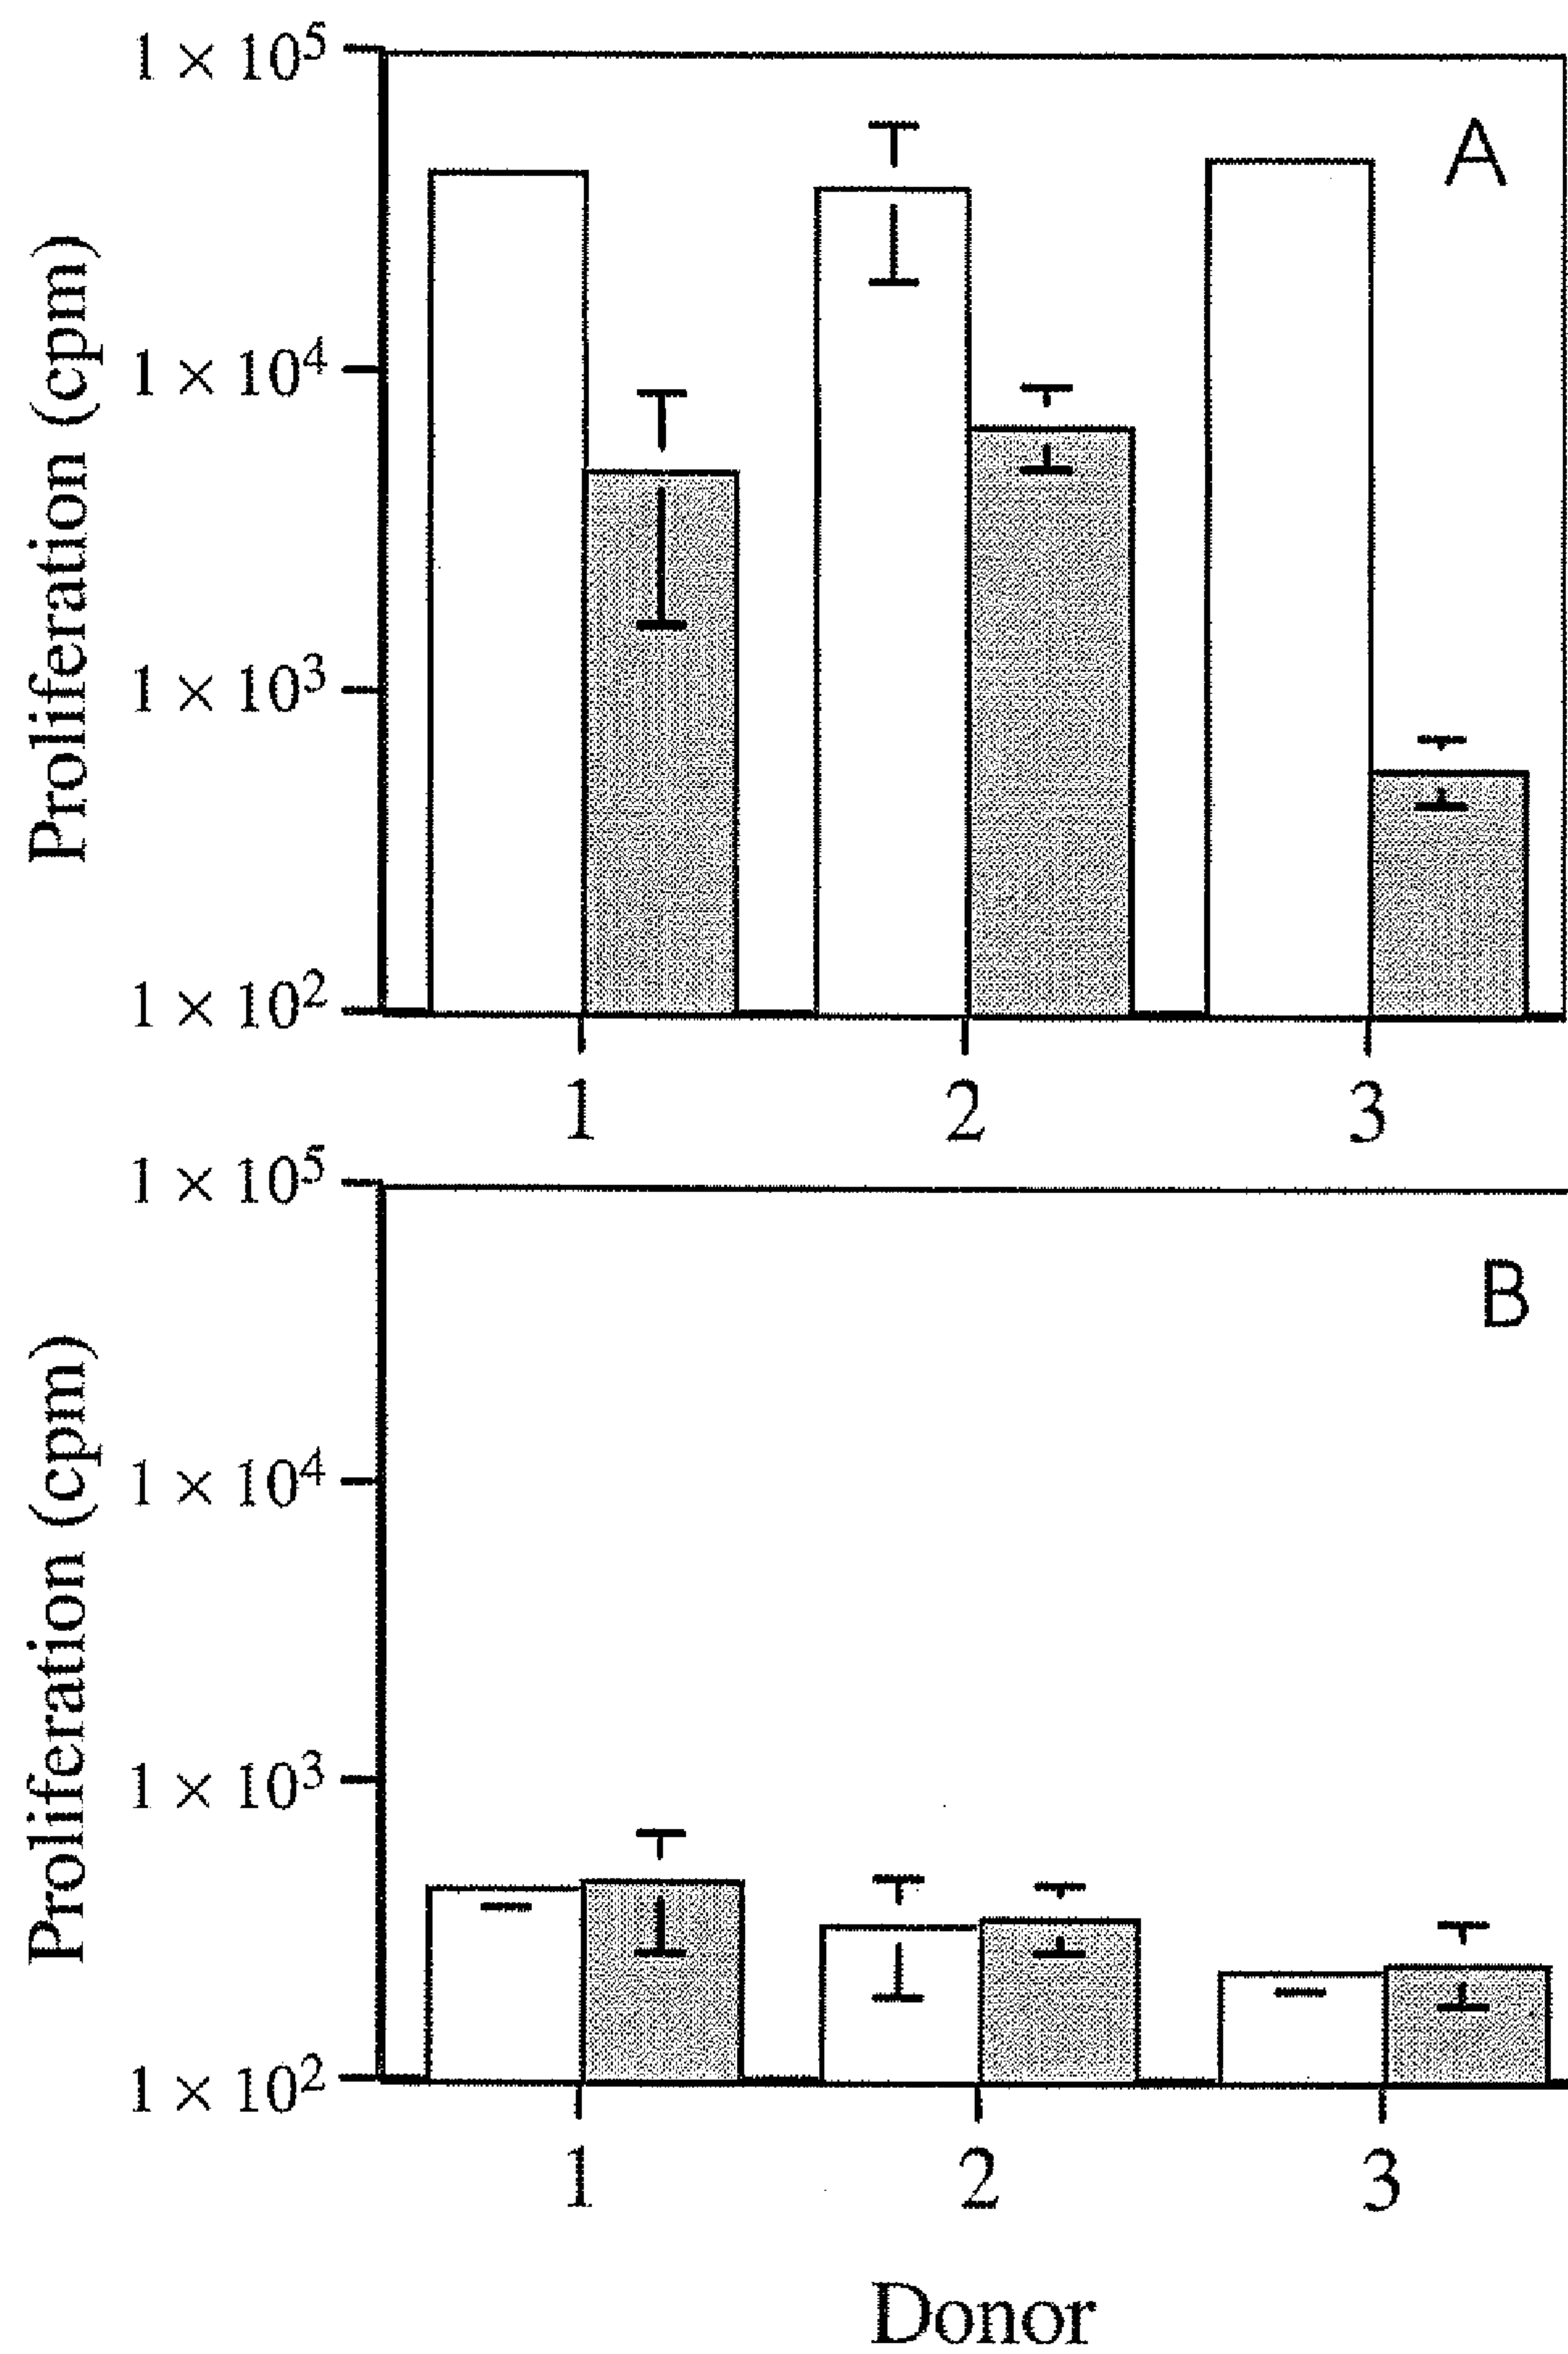 A
Proliferation (cpm)
1 × 10⁵
1 × 10⁴
1 × 10³
1 × 10²
1 2 3
B
Proliferation (cpm)
1 × 10⁵
1 × 10⁴
1 × 10³
1 × 10²
1 2 3
Donor